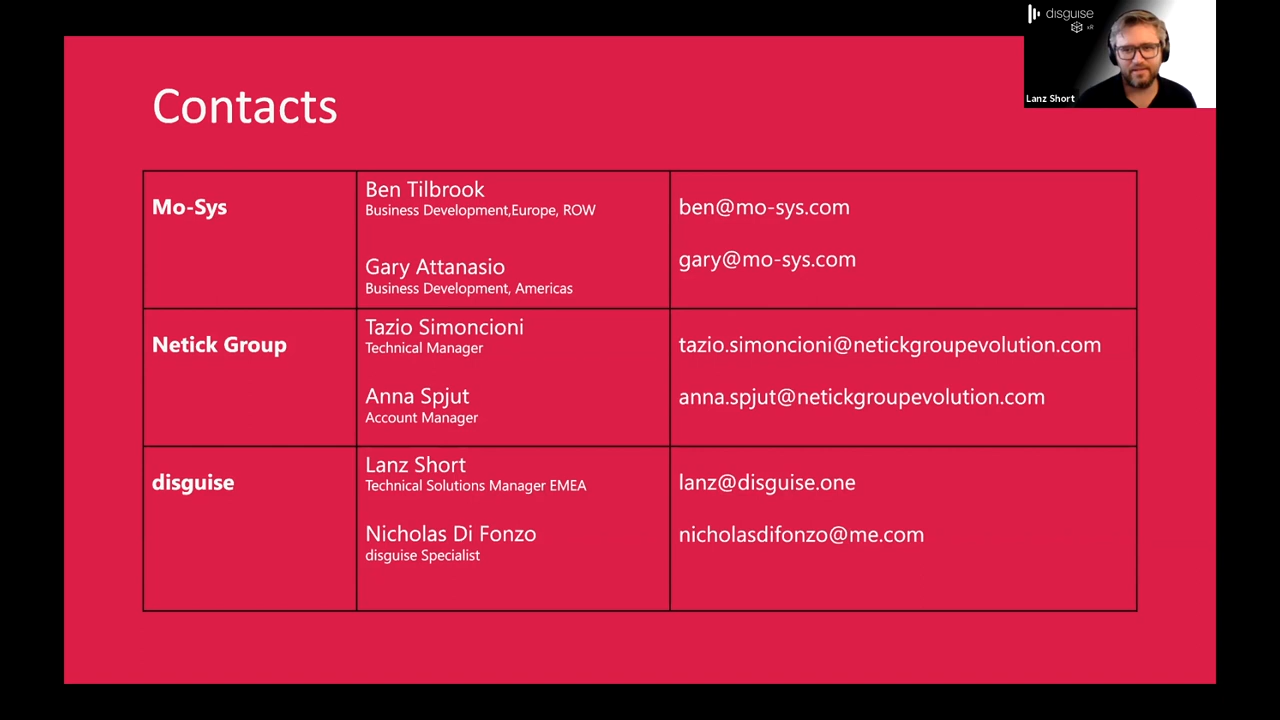 disguise
xR
Lanz Short
Contacts
Mo-Sys
Ben Tilbrook
Business Development,Europe, ROW
ben@mo-sys.com
Gary Attanasio
Business Development, Americas
gary@mo-sys.com
Netick Group
Tazio Simoncioni
Technical Manager
tazio.simoncioni@netickgroupevolution.com
Anna Spjut
Account Manager
anna.spjut@netickgroupevolution.com
disguise
Lanz Short
Technical Solutions Manager EMEA
lanz@disguise.one
Nicholas Di Fonzo
disguise Specialist
nicholasdifonzo@me.com